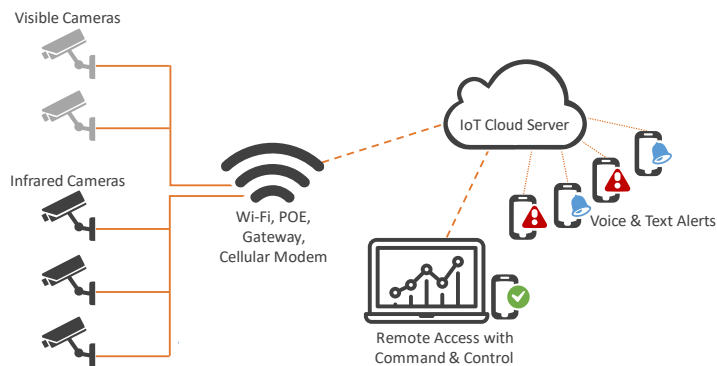 Visible Cameras
Infrared Cameras
Wi-Fi, POE,
Gateway,
Cellular Modem
IoT Cloud Server
Voice & Text Alerts
Remote Access with
Command & Control